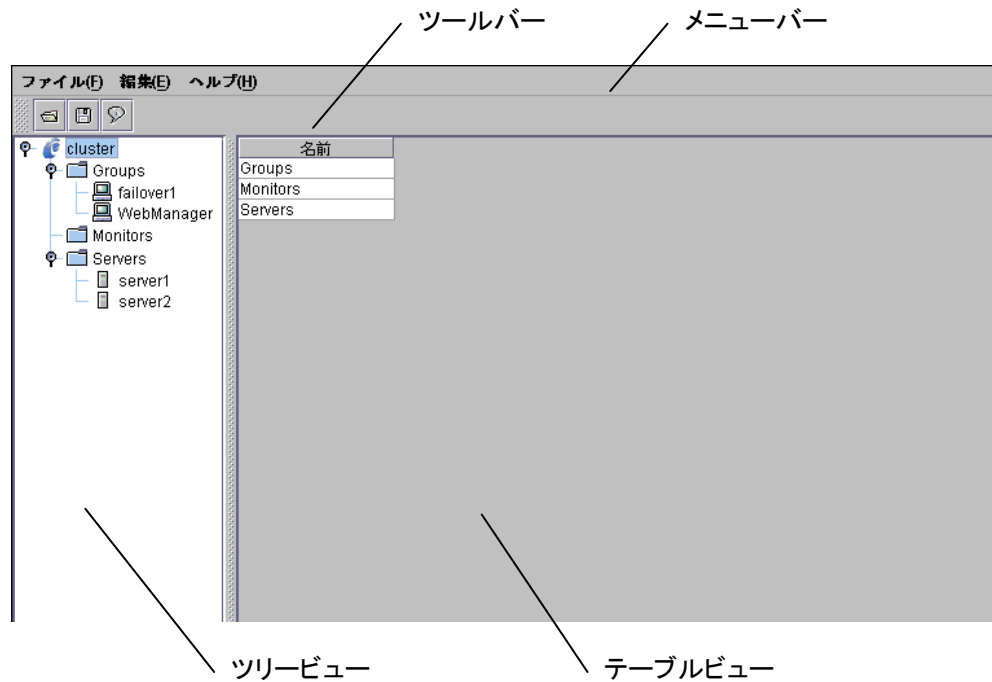 ツールバー
メニューバー
ファイル(F) 編集(E) ヘルプ(H)
cluster
Groups
failover1
WebManager
Monitors
Servers
server1
server2
名前
Groups
Monitors
Servers
ツリービュー
テーブルビュー